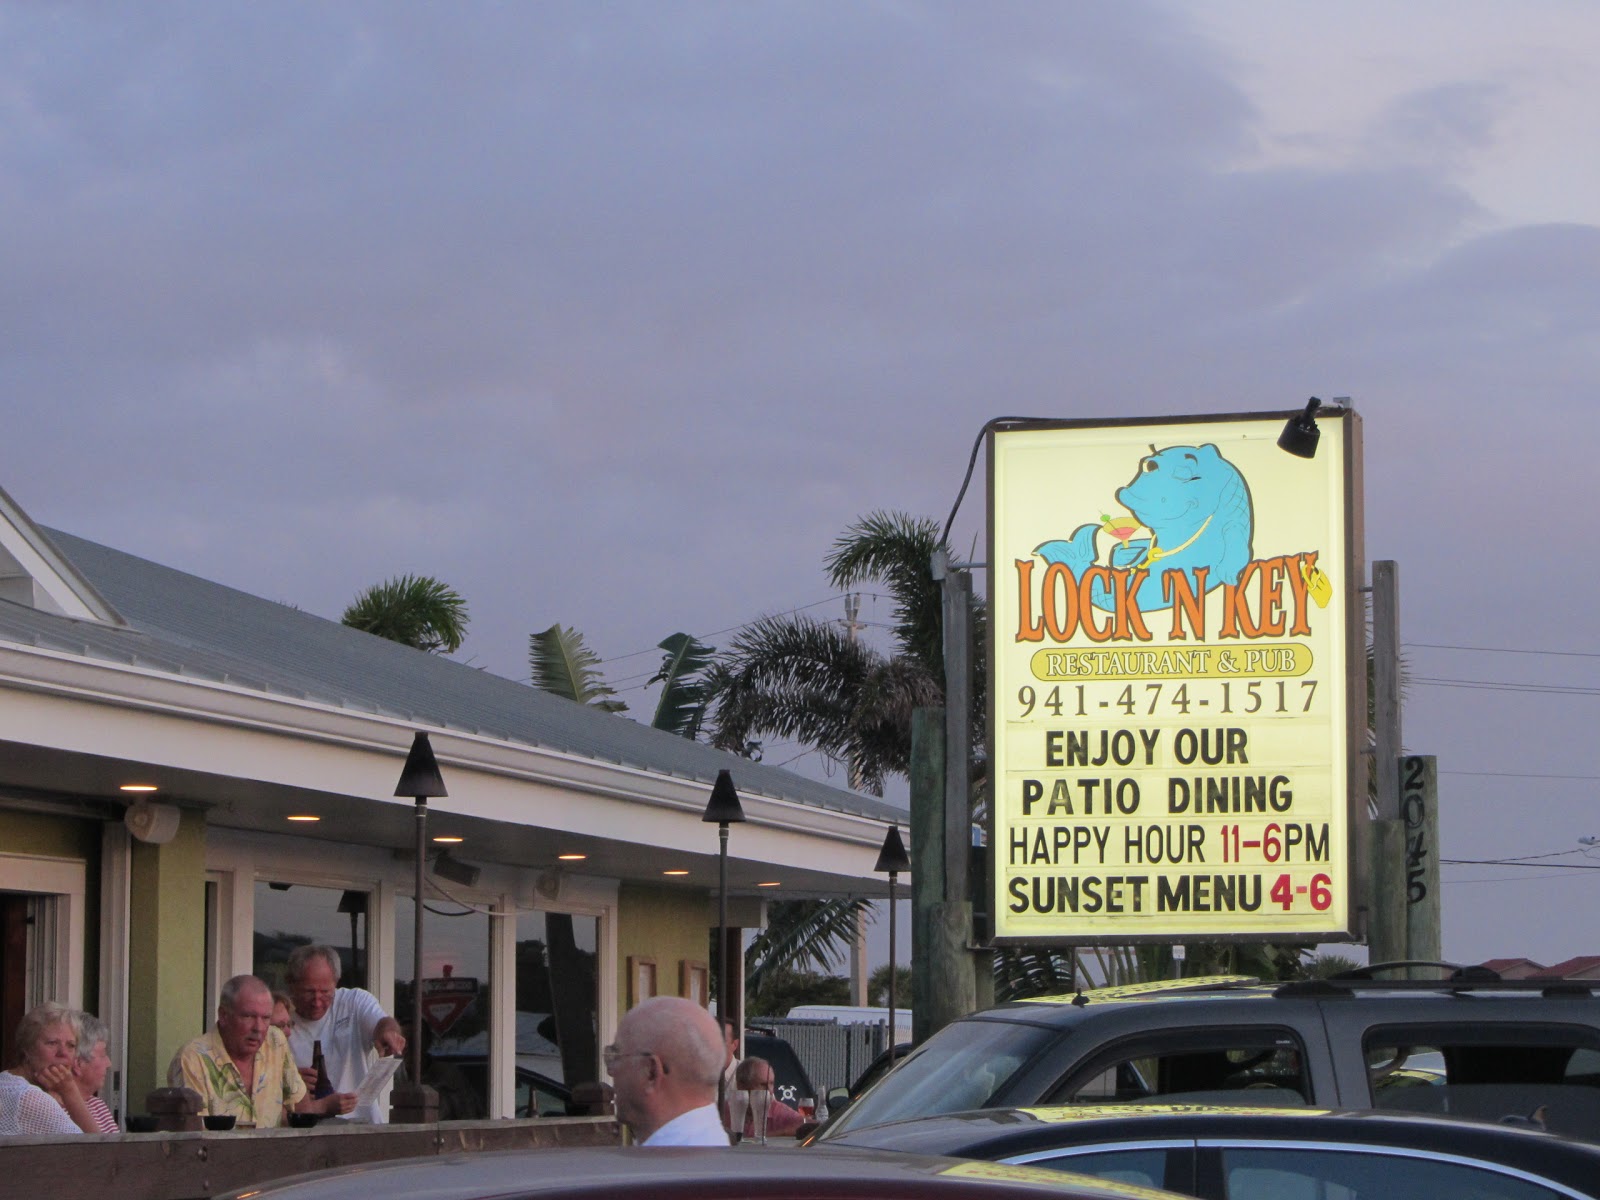 LOCK 'N KEY
RESTAURANT & PUB
941-474-1517
ENJOY OUR
PATIO DINING
HAPPY HOUR 11-6PM
SUNSET MENU 4-6
2045